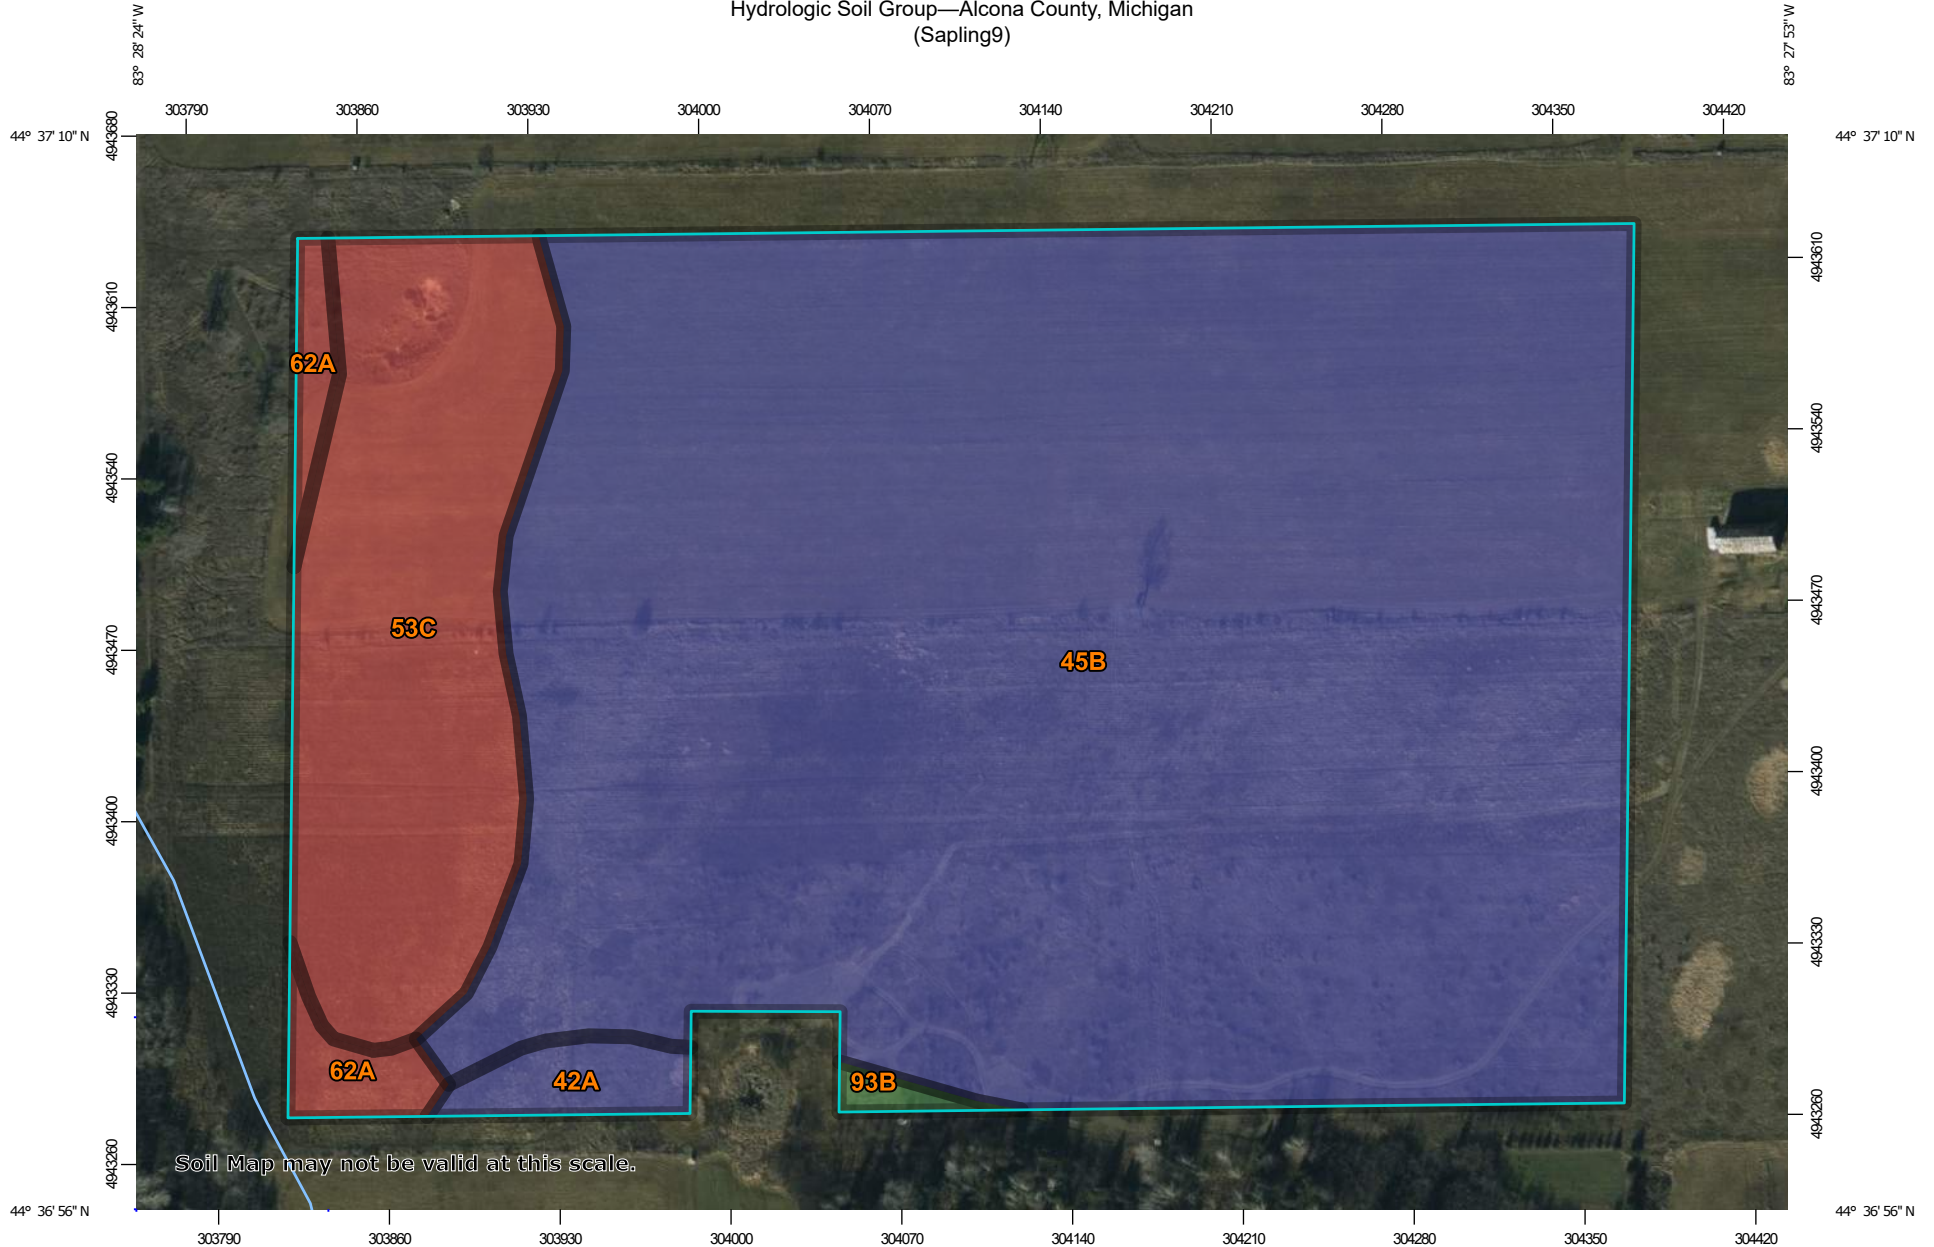 Hydrologic Soil Group—Alcona County, Michigan
(Sapling9)
83° 28' 24'' W
83° 27' 53'' W
303790 303860 303930 304000 304070 304140 304210 304280 304350 304420
44° 37' 10'' N
44° 37' 10'' N
4943680
4943610
4943540
4943470
4943400
4943330
4943260
4943610
4943540
4943470
4943400
4943330
4943260
62A
53C
45B
62A
42A
93B
Soil Map may not be valid at this scale.
44° 36' 56'' N
44° 36' 56'' N
303790 303860 303930 304000 304070 304140 304210 304280 304350 304420